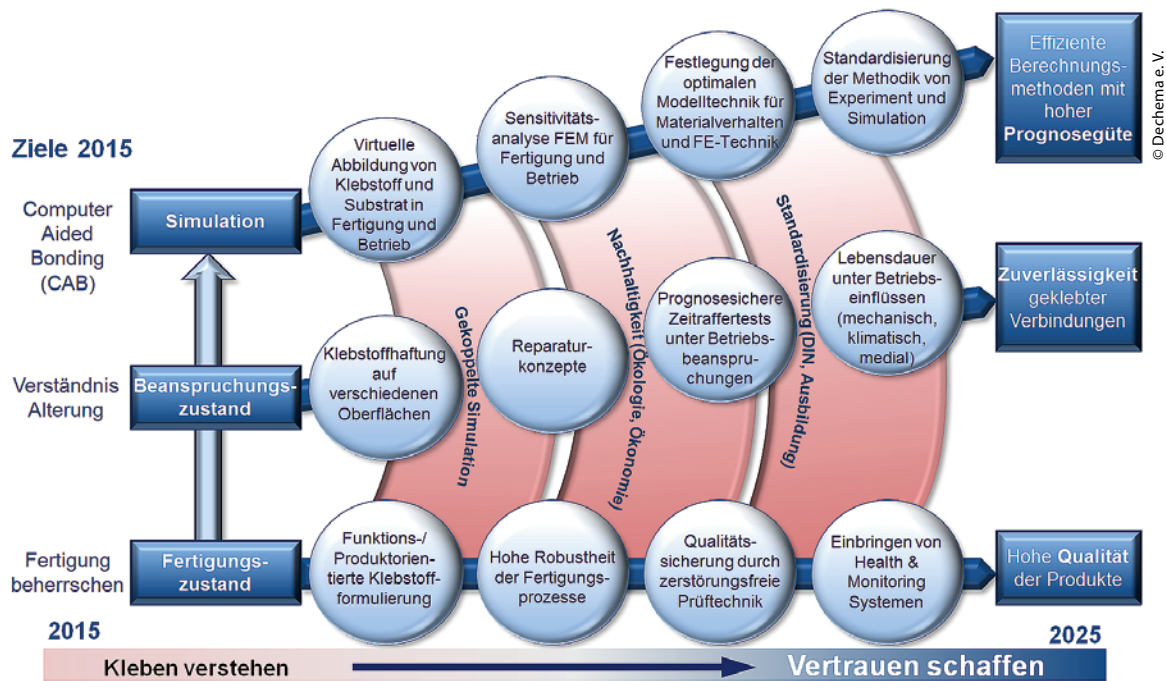 © Dechema e. V.
Ziele 2015
Computer
Aided
Bonding
(CAB)
Simulation
Virtuelle
Abbildung von
Klebstoff und
Substrat in
Fertigung und
Betrieb
Sensitivitäts-
analyse FEM für
Fertigung und
Betrieb
Festlegung der
optimalen
Modelltechnik für
Materialverhalten
und FE-Technik
Standardisierung
der Methodik von
Experiment und
Simulation
Effiziente
Berechnungs-
methoden mit
hoher
Prognosegüte
Gekoppelte Simulation
Nachhaltigkeit (Ökologie, Ökonomie)
Standardisierung (DIN, Ausbildung)
Verständnis
Alterung
Beanspruchungs-
zustand
Klebstoffhaftung
auf
verschiedenen
Oberflächen
Reparatur-
konzepte
Prognosesichere
Zeitraffertests
unter Betriebs-
beanspru-
chungen
Lebensdauer
unter Betriebs-
einflüssen
(mechanisch,
klimatisch,
medial)
Zuverlässigkeit
geklebter
Verbindungen
Fertigung
beherrschen
Fertigungs-
zustand
Funktions-/
Produktorien-
tierte Klebstoff-
formulierung
Hohe Robustheit
der Fertigungs-
prozesse
Qualitäts-
sicherung durch
zerstörungsfreie
Prüftechnik
Einbringen von
Health &
Monitoring
Systemen
Hohe Qualität
der Produkte
2015
2025
Kleben verstehen
Vertrauen schaffen